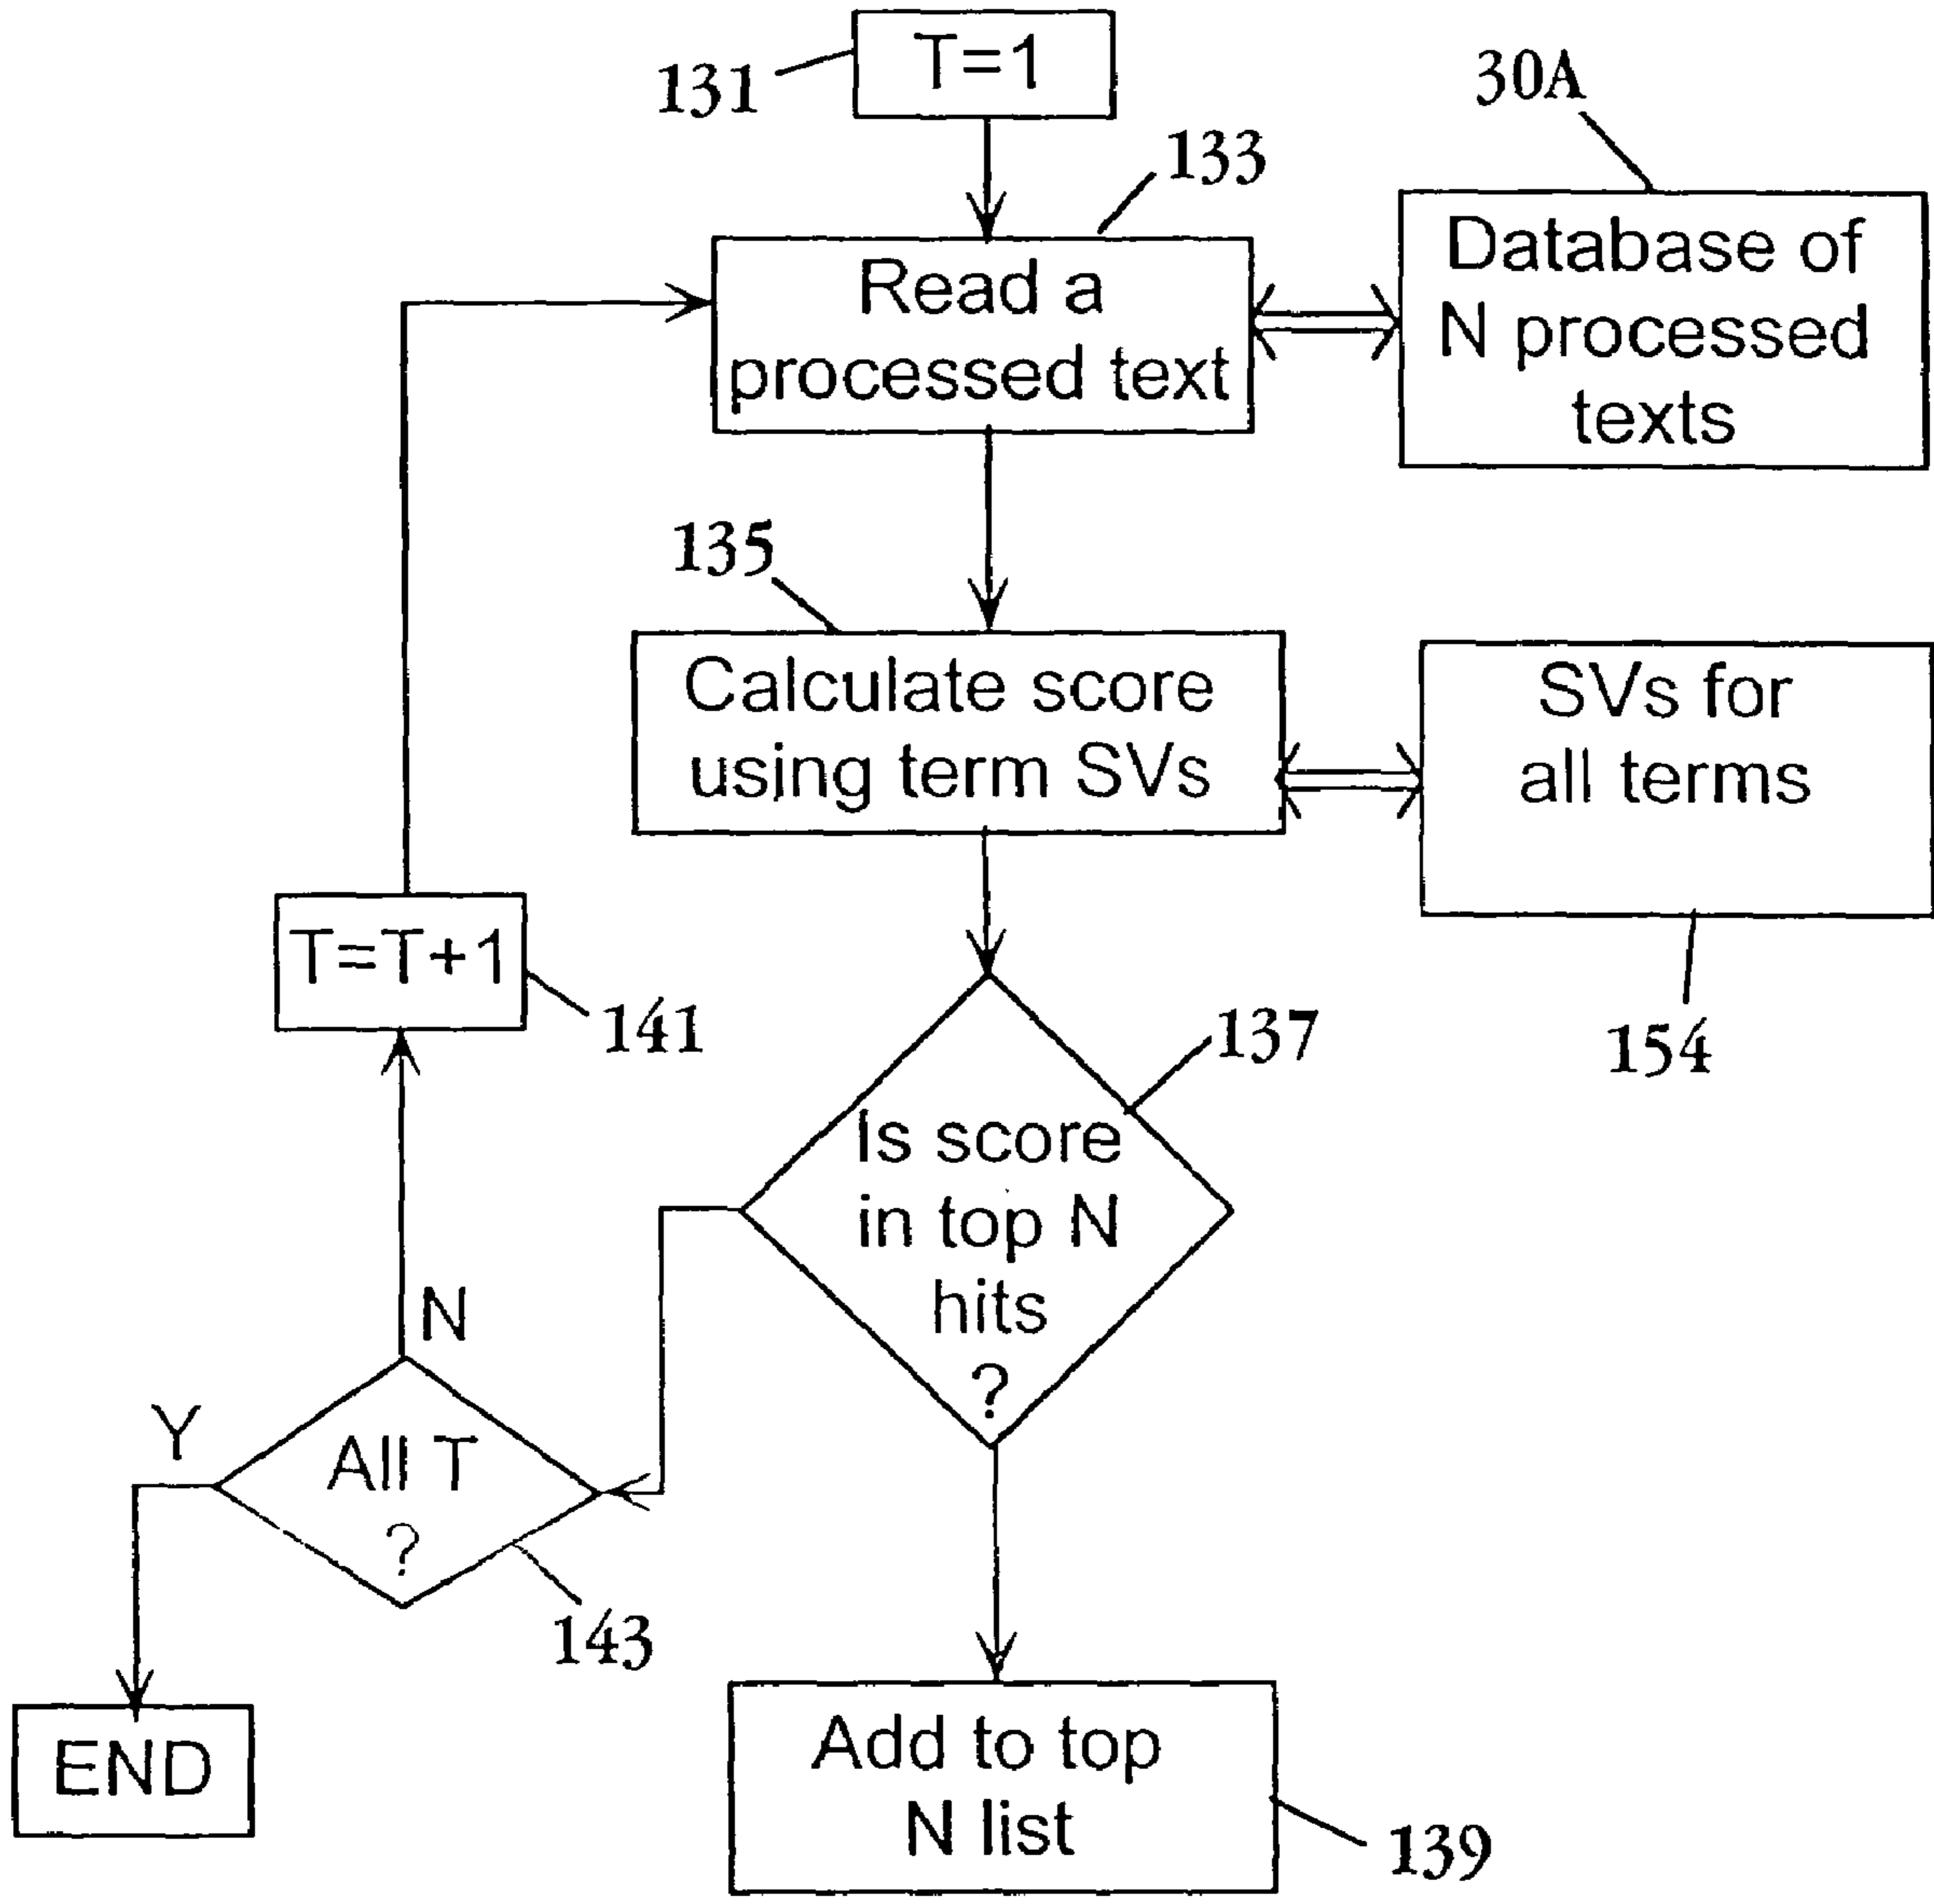 T=1
131
30A
133
Database of
N processed
texts
Read a
processed text
135
Calculate score
using term SVs
SVs for
all terms
T=T+1
141
137
154
Is score
in top N
hits
?
N
Y
All T
?
143
END
Add to top
N list
139